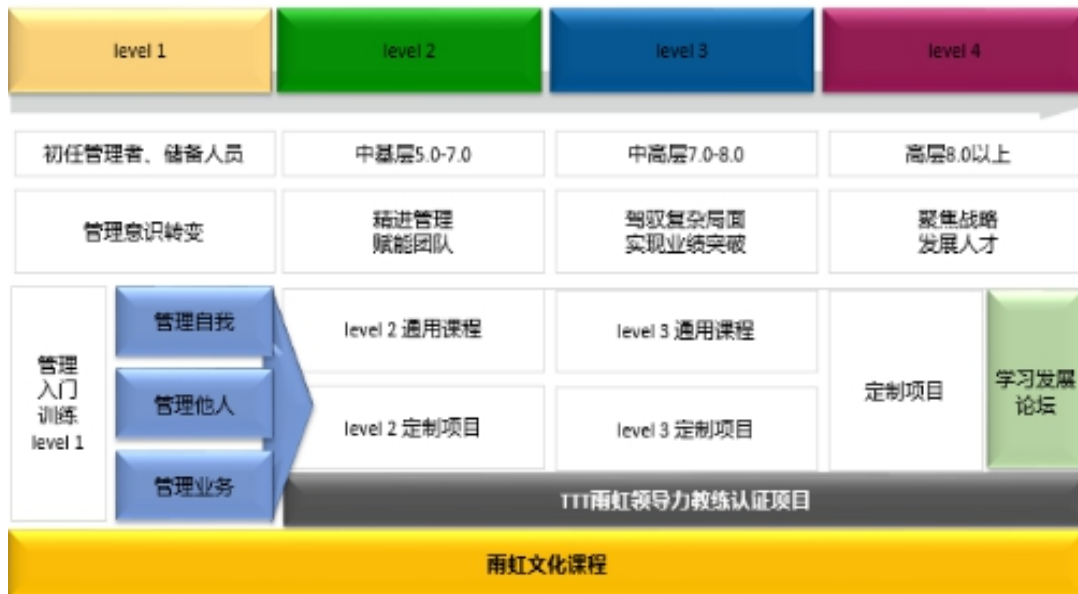 level 1
level 2
level 3
level 4
初任管理者、储备人员
中基层5.0-7.0
中高层7.0-8.0
高层8.0以上
管理意识转变
精进管理
赋能团队
驾驭复杂局面
实现业绩突破
聚焦战略
发展人才
管理
入门
训练
level 1
管理自我
管理他人
管理业务
level 2 通用课程
level 2 定制项目
level 3 通用课程
level 3 定制项目
定制项目
学习发展
论坛
TTT雨虹领导力教练认证项目
雨虹文化课程